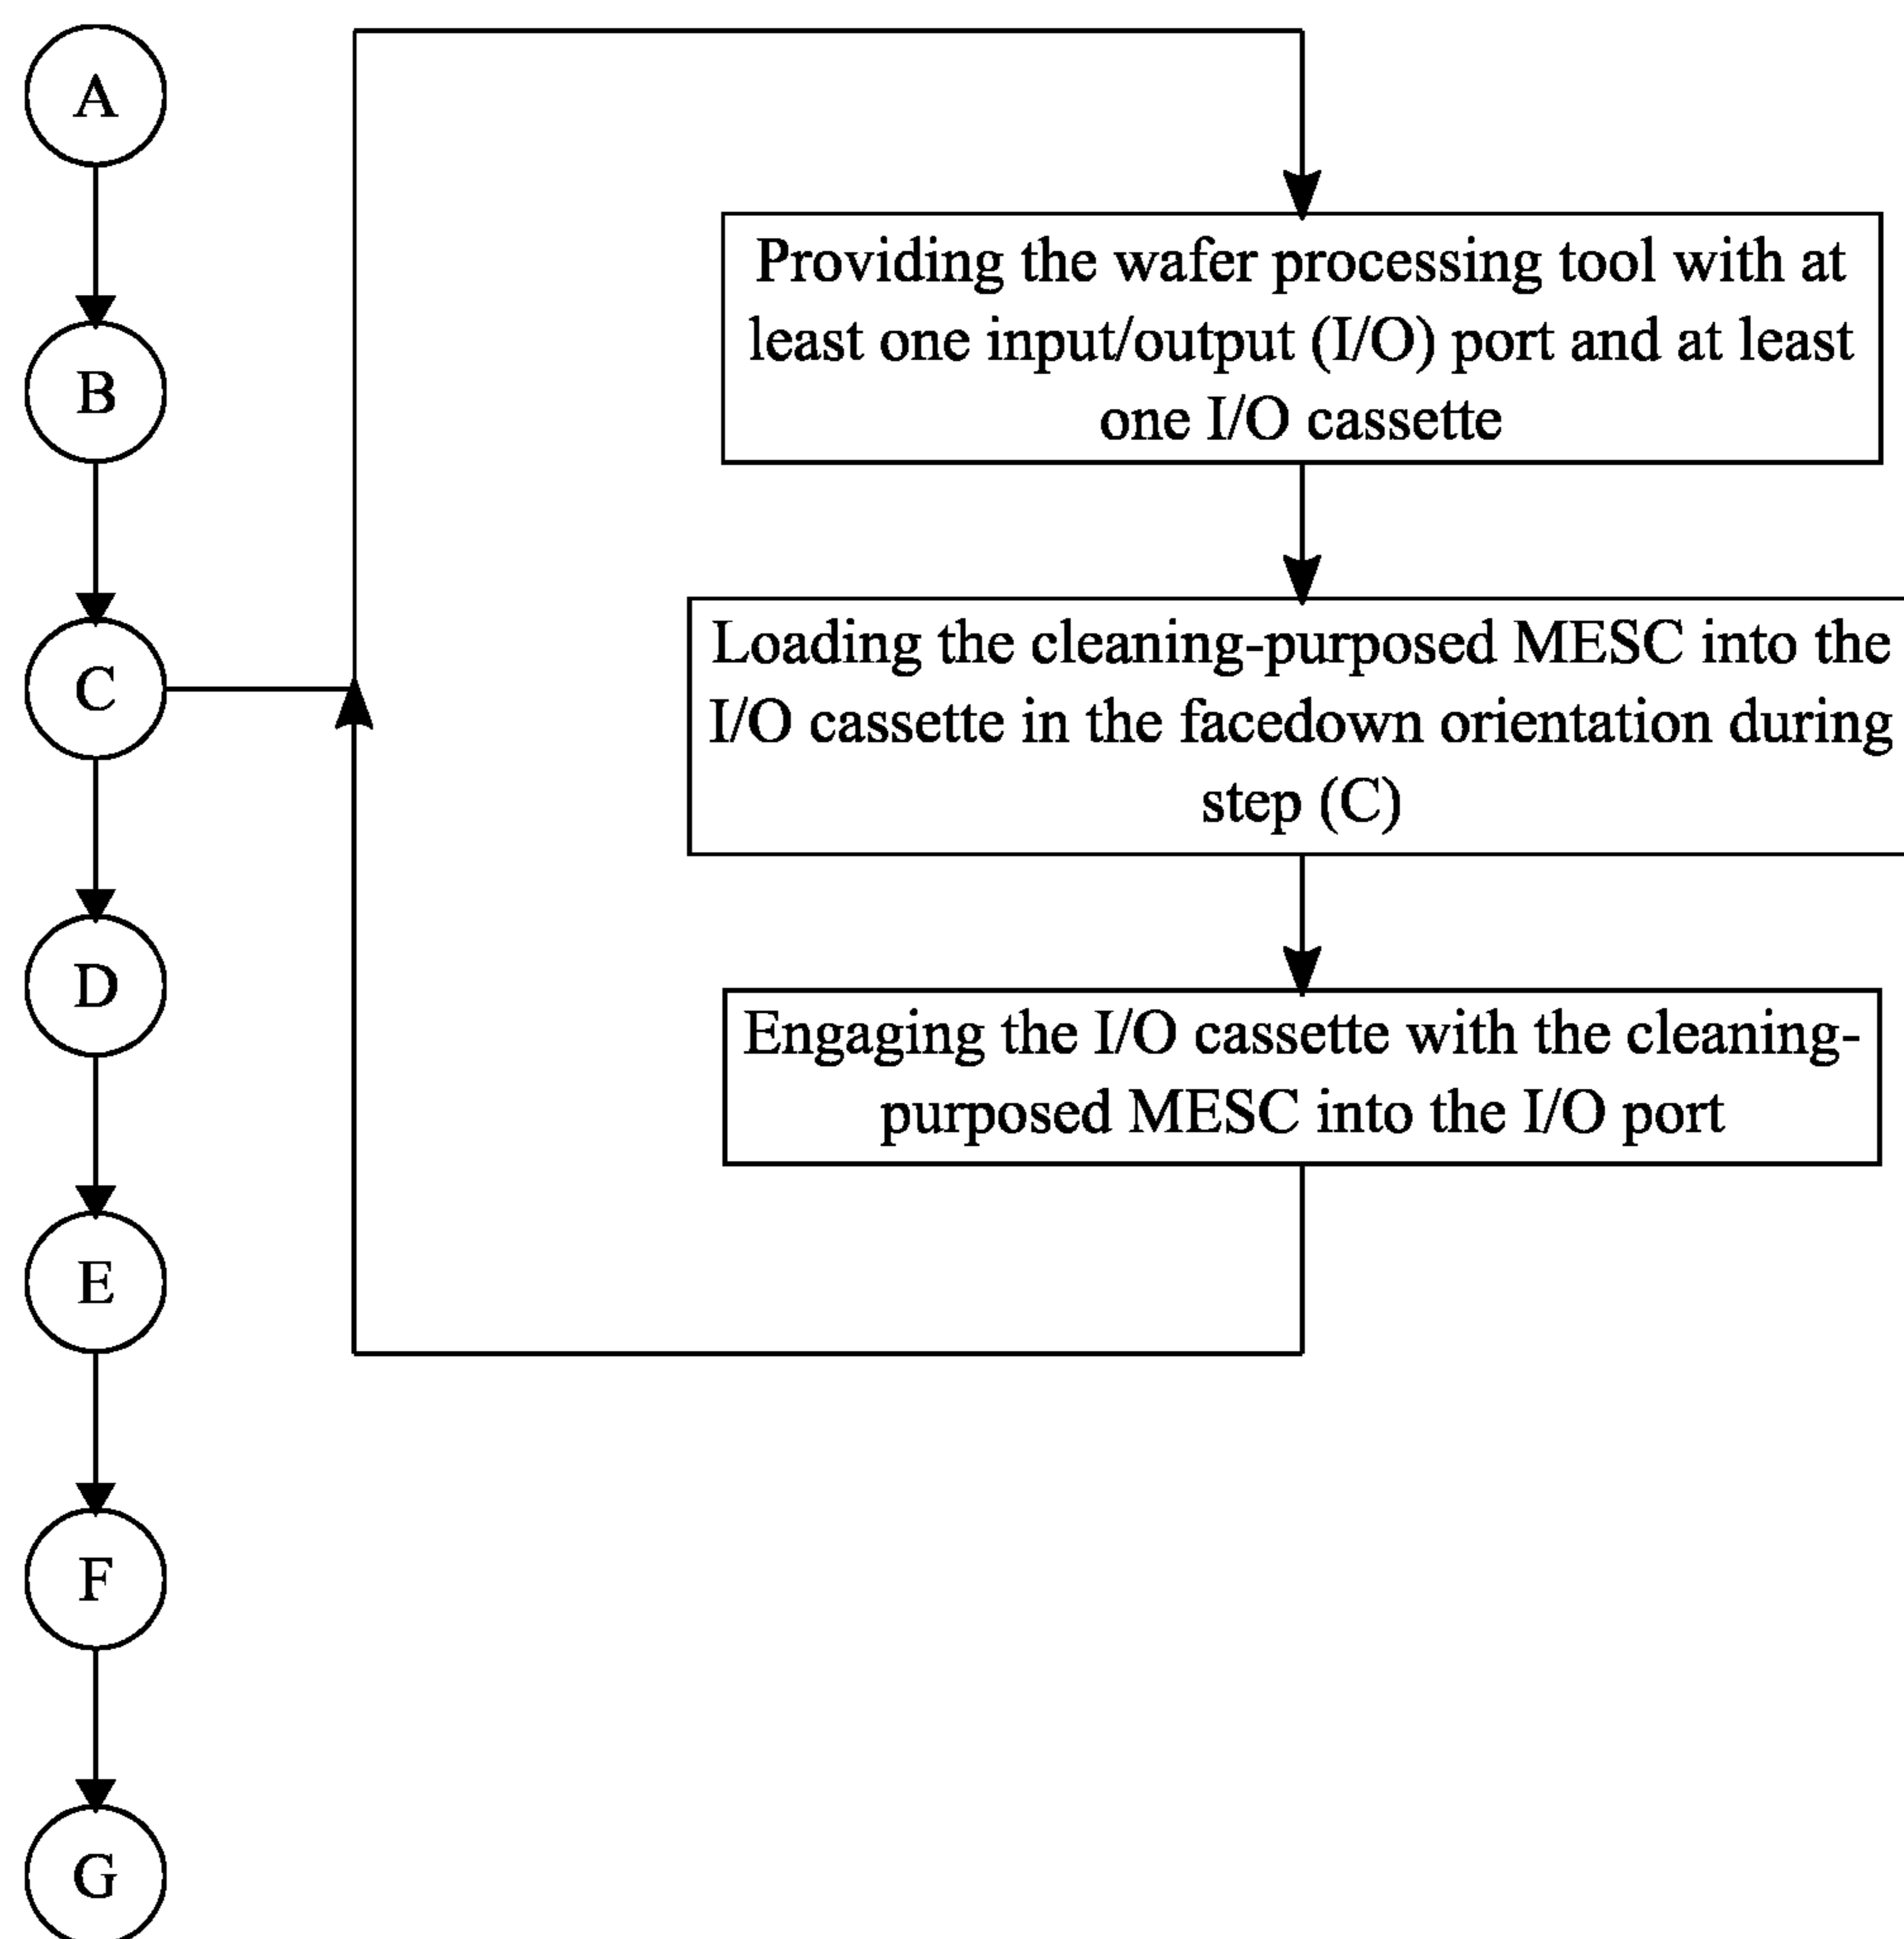 A
B
C
D
E
F
G
Providing the wafer processing tool with at
least one input/output (I/O) port and at least
one I/O cassette
Loading the cleaning-purposed MESC into the
I/O cassette in the facedown orientation during
step (C)
Engaging the I/O cassette with the cleaning-
purposed MESC into the I/O port